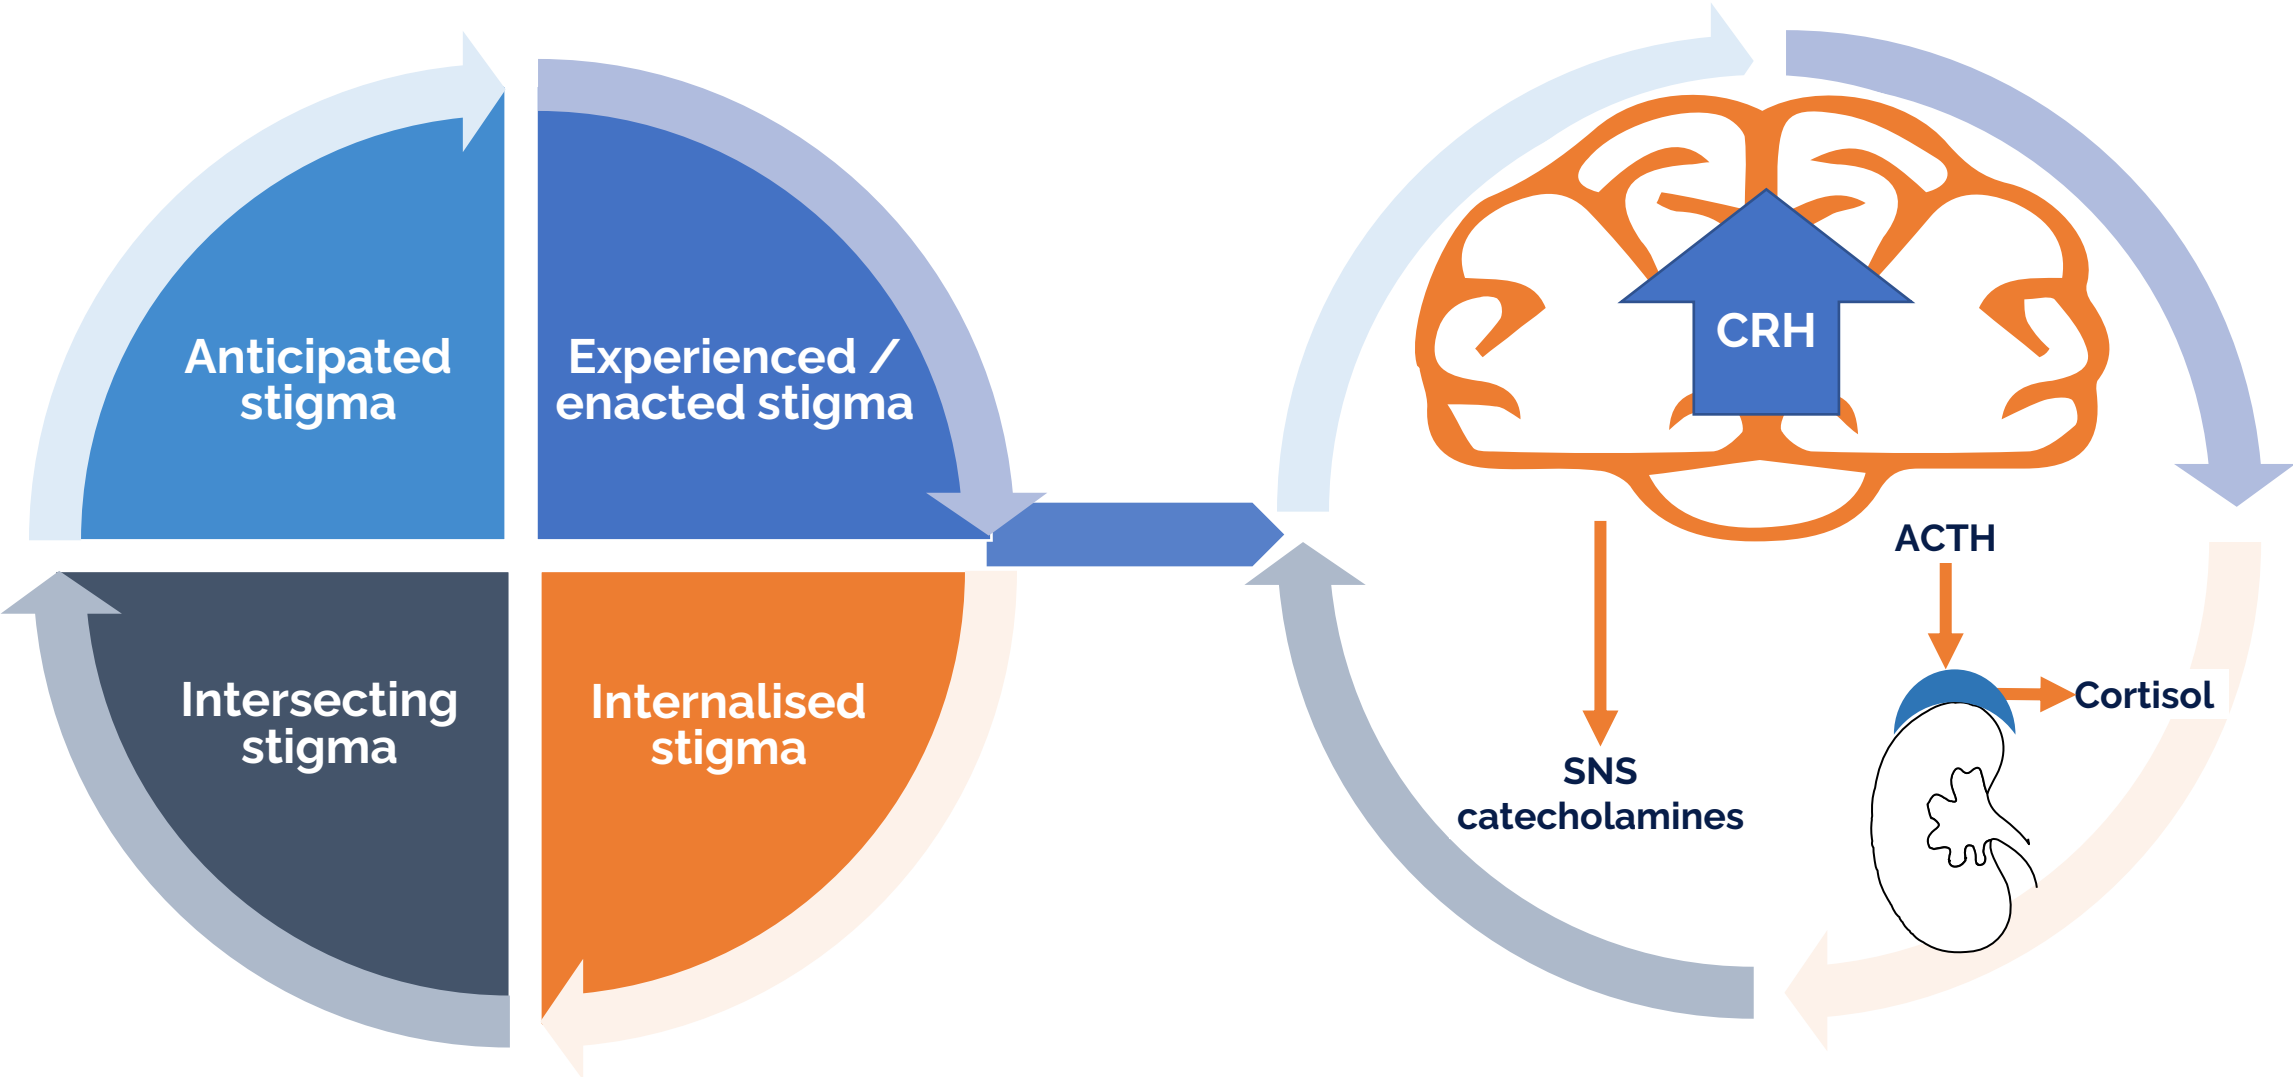 Anticipated
stigma
Experienced /
enacted stigma
Intersecting
stigma
Internalised
stigma
CRH
ACTH
Cortisol
SNS
catecholamines